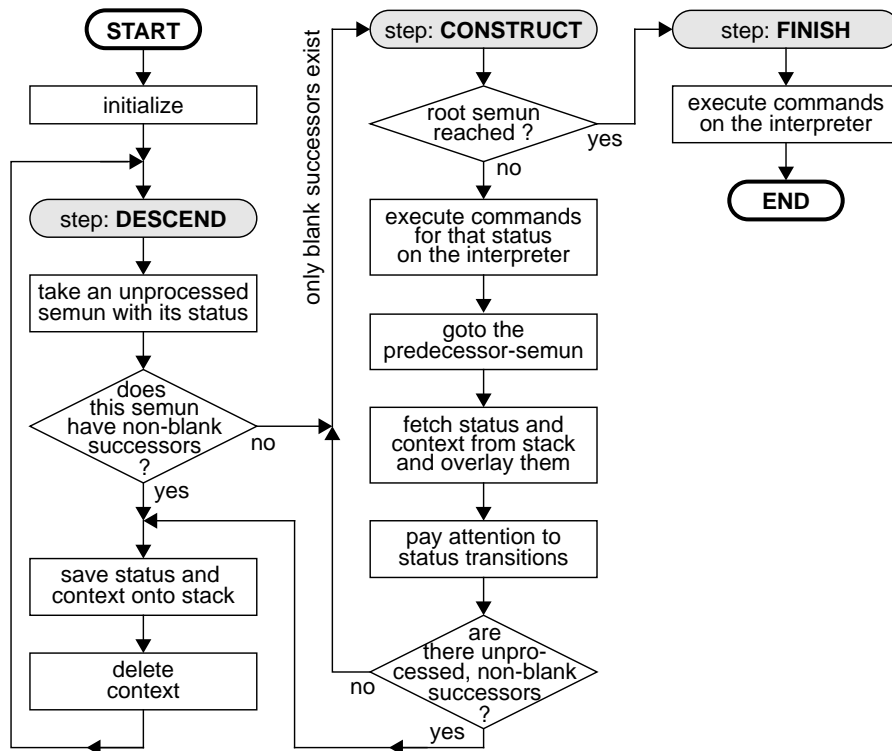 START
initialize
step: DESCEND
take an unprocessed
semun with its status
does
this semun
have non-blank
successors
?
no
yes
save status and
context onto stack
delete
context
only blank successors exist
step: CONSTRUCT
root semun
reached ?
yes
no
execute commands
for that status
on the interpreter
goto the
predecessor-semun
fetch status and
context from stack
and overlay them
pay attention to
status transitions
are
there unpro-
cessed, non-blank
successors
?
no
yes
step: FINISH
execute commands
on the interpreter
END